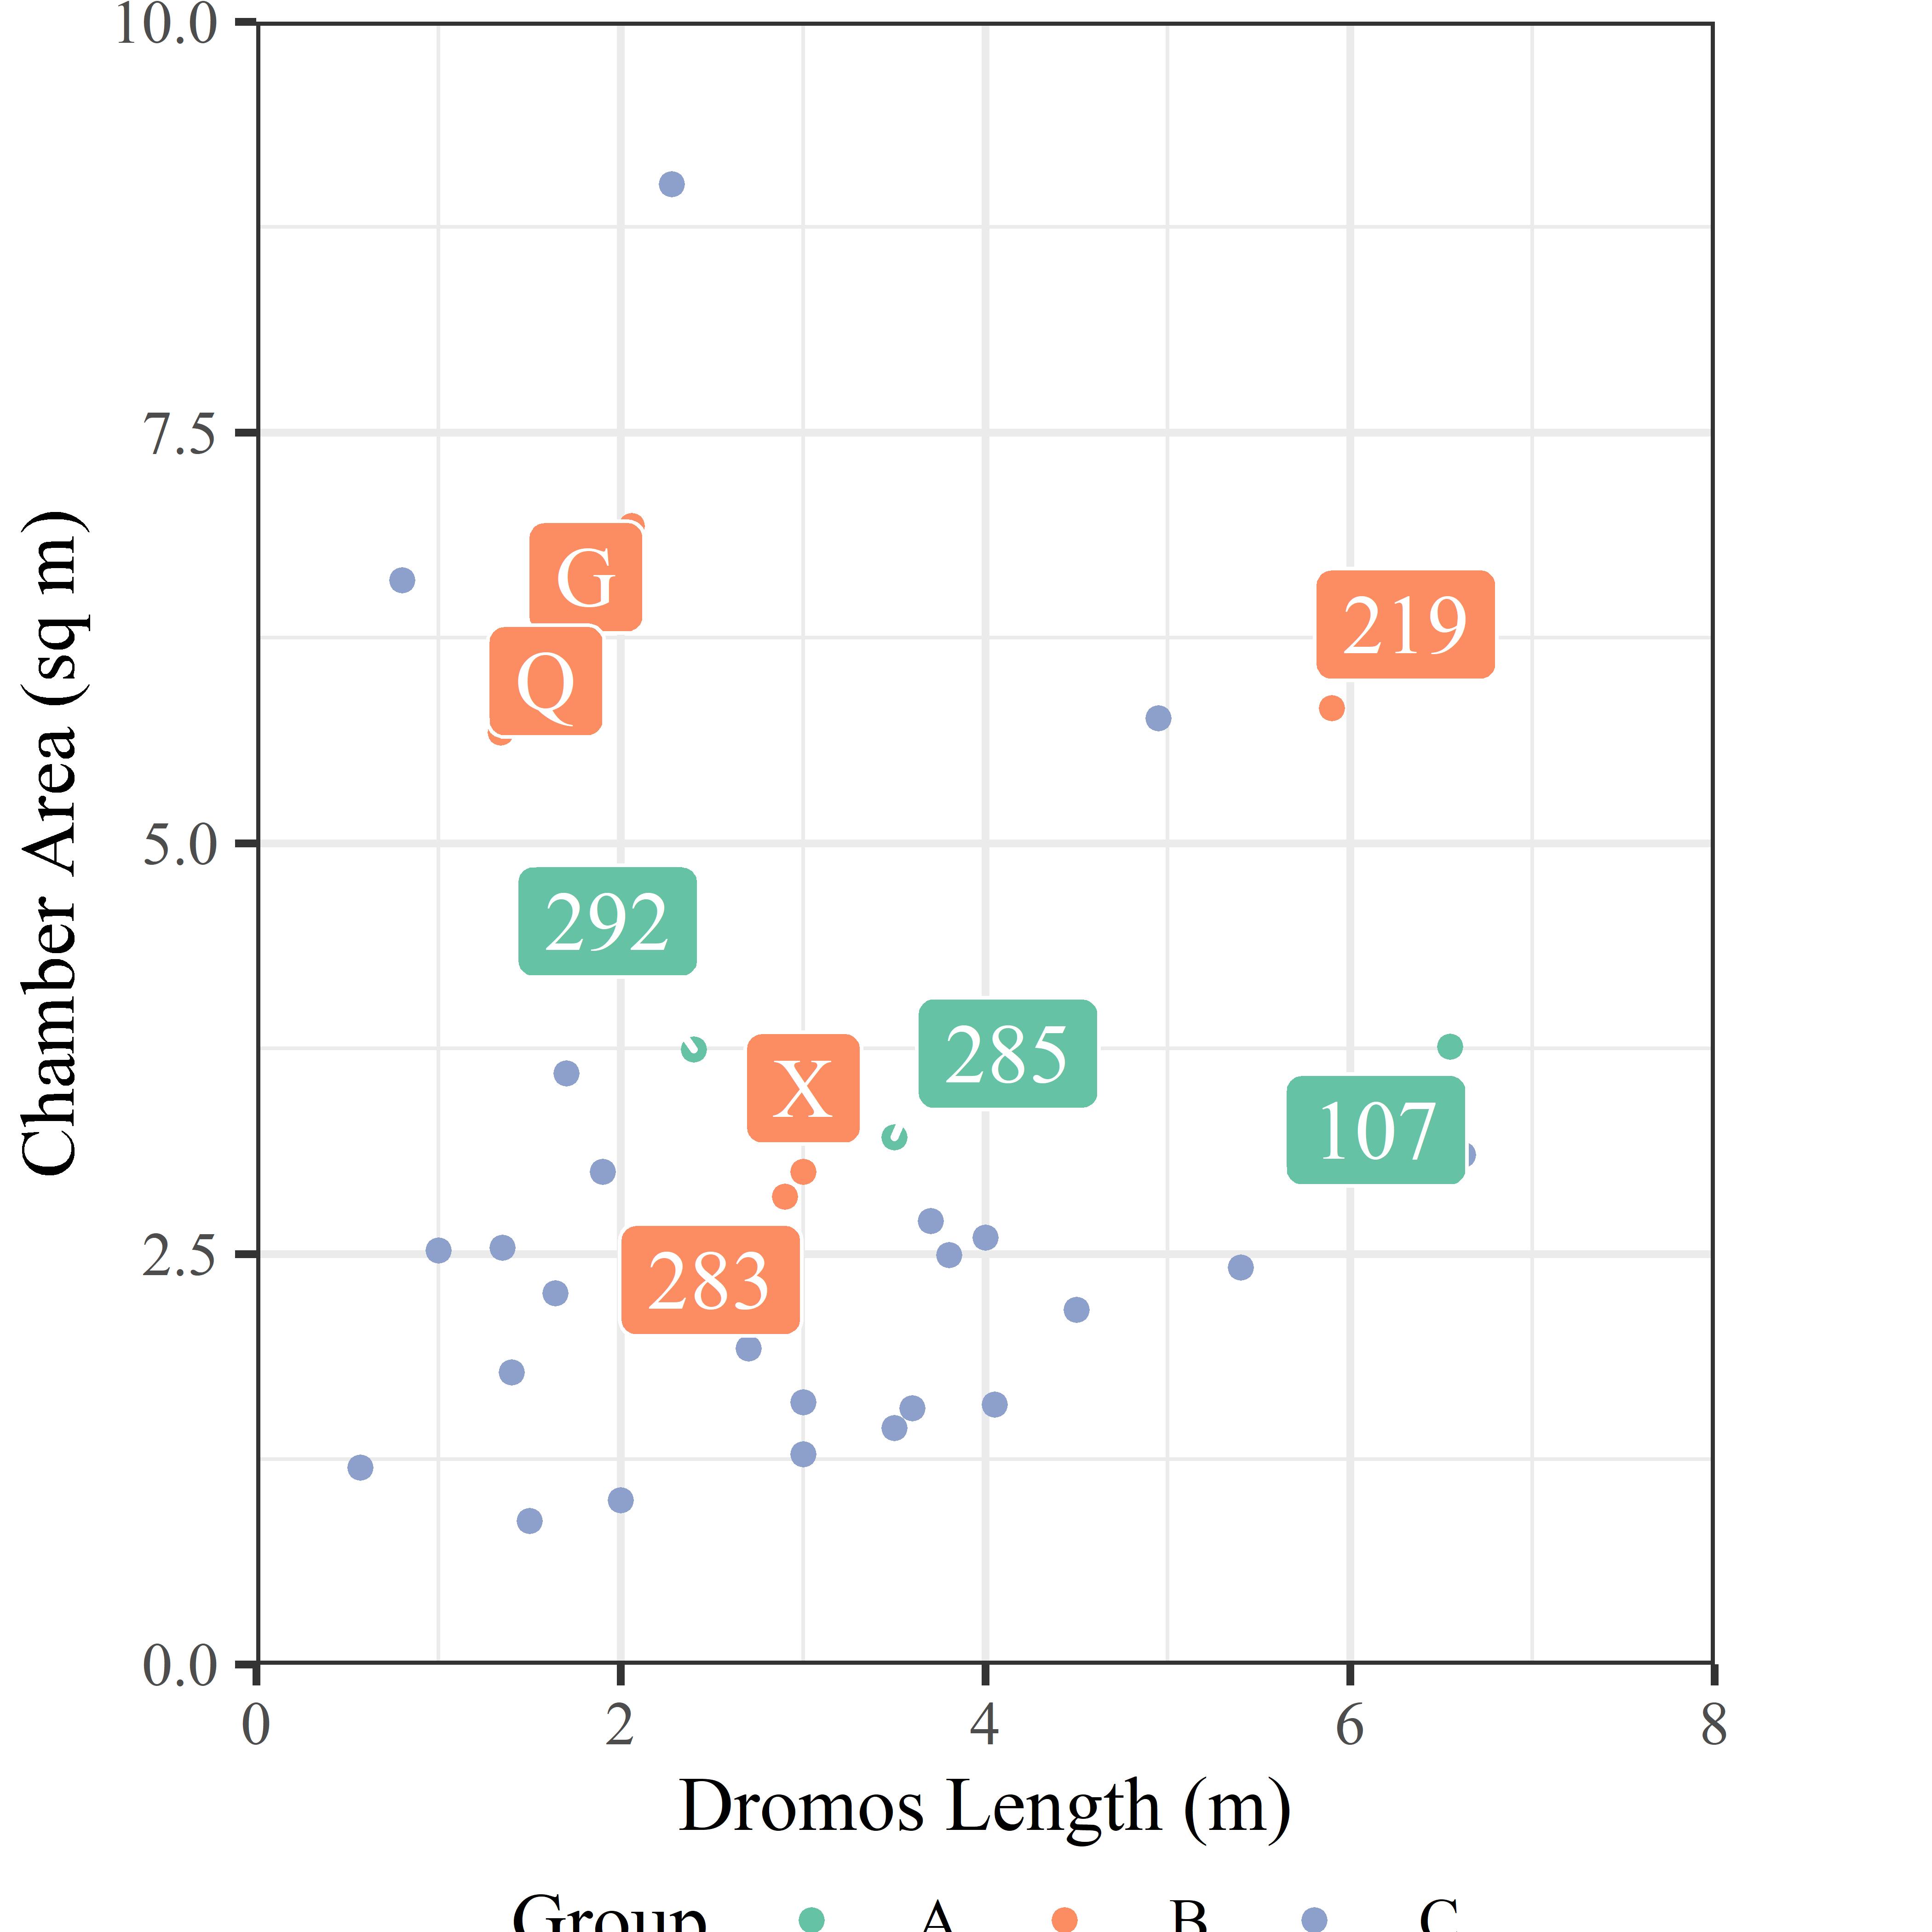 10.0
7.5
5.0
2.5
0.0
Chamber Area (sq m)
G
Q
219
292
285
X
107
283
0 2 4 6 8
Dromos Length (m)
Group A B C